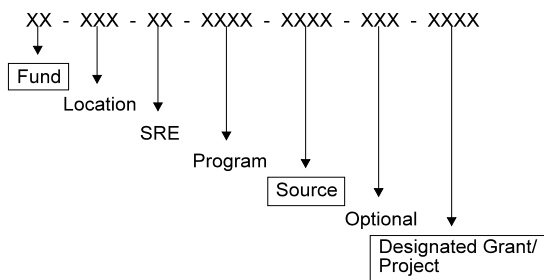 XX - XXX - XX - XXXX - XXXX - XXX - XXXX
Fund
Location
SRE
Program
Source
Optional
Designated Grant/
Project